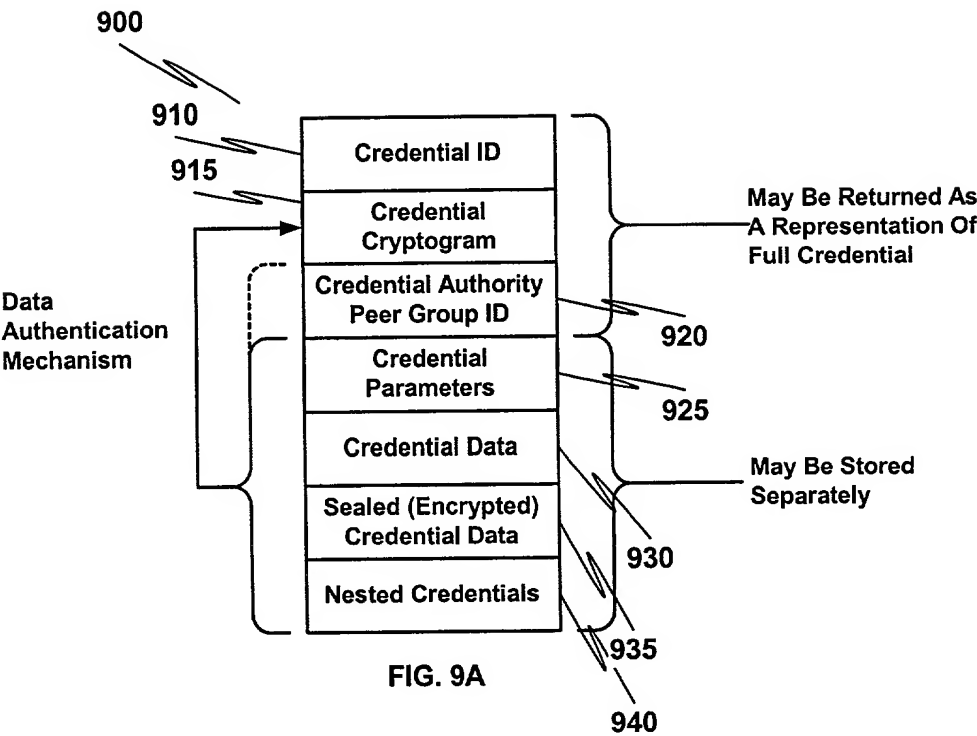 900
910
915
Credential ID
Credential
Cryptogram
Credential Authority
Peer Group ID
Credential
Parameters
Credential Data
Sealed (Encrypted)
Credential Data
Nested Credentials
Data
Authentication
Mechanism
May Be Returned As
A Representation Of
Full Credential
920
925
May Be Stored
Separately
930
935
940
FIG. 9A